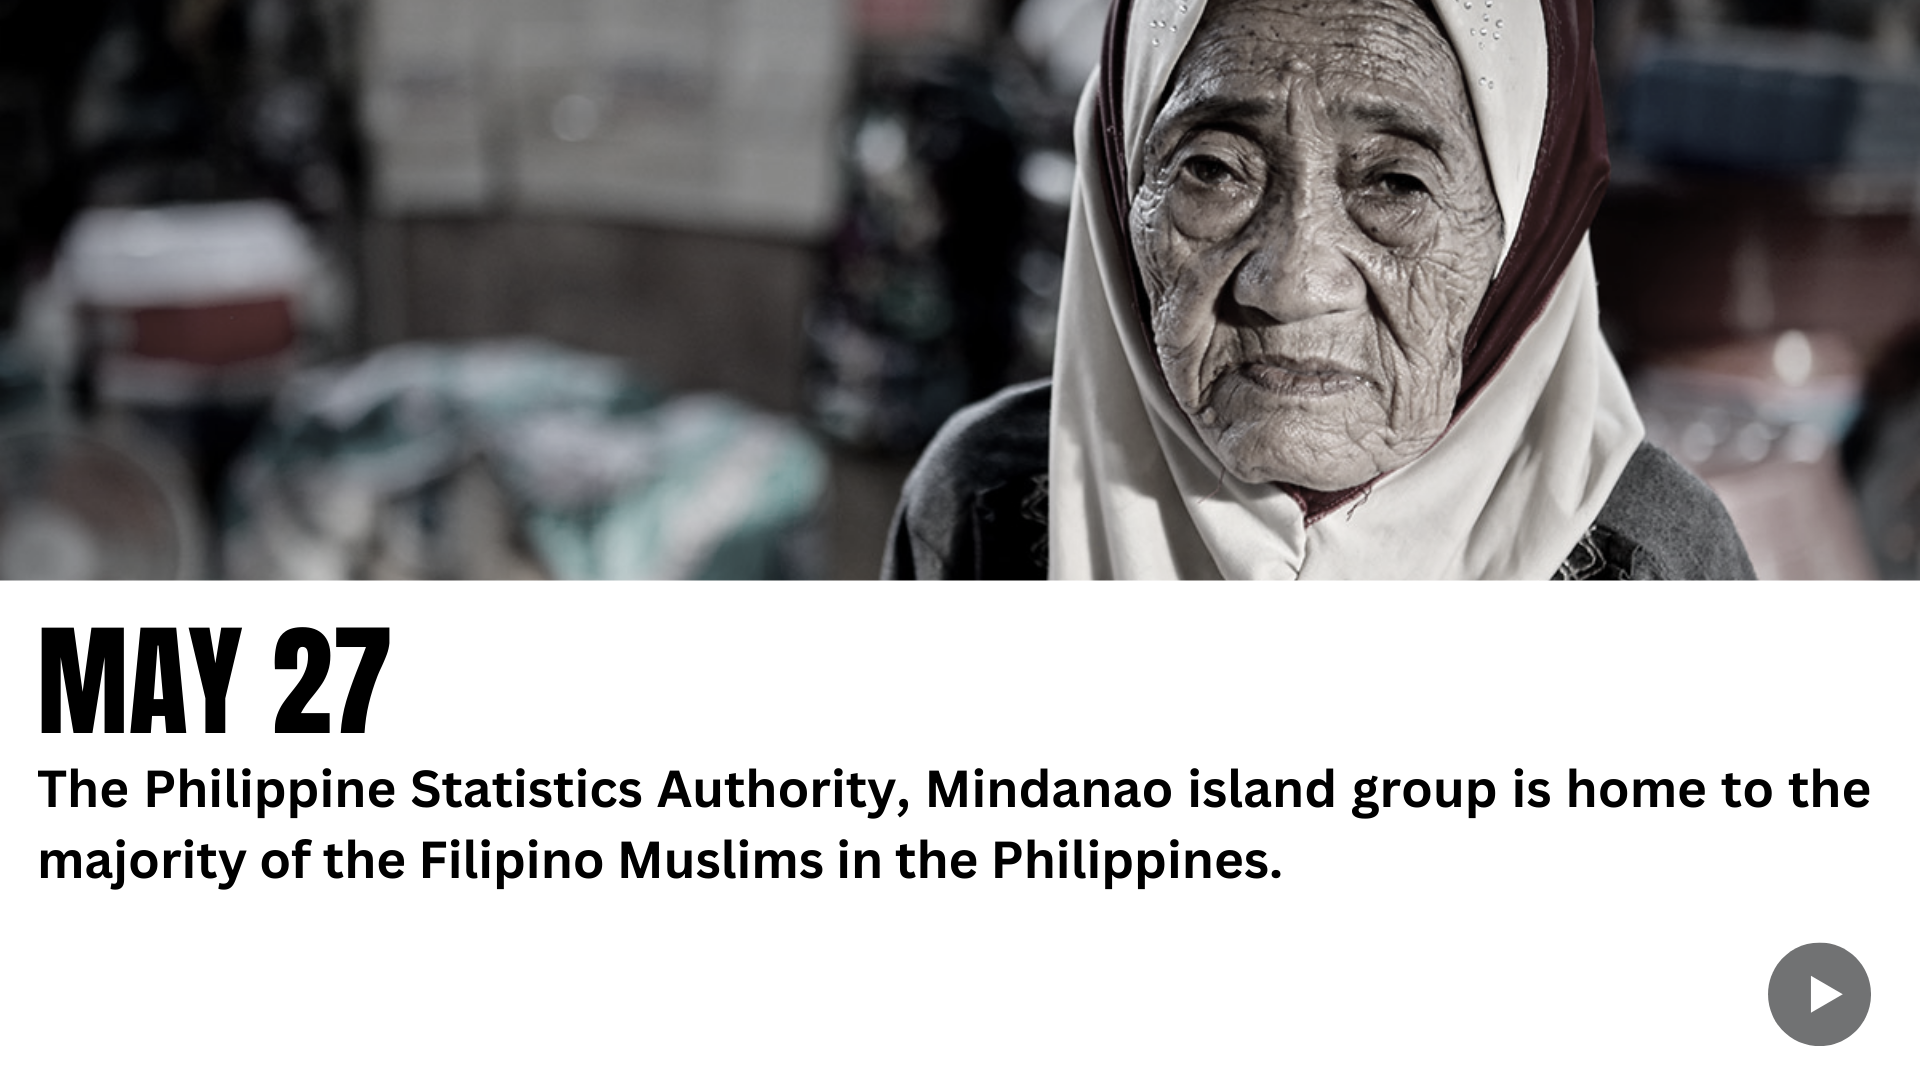 MAY 27
The Philippine Statistics Authority, Mindanao island group is home to the
majority of the Filipino Muslims in the Philippines.